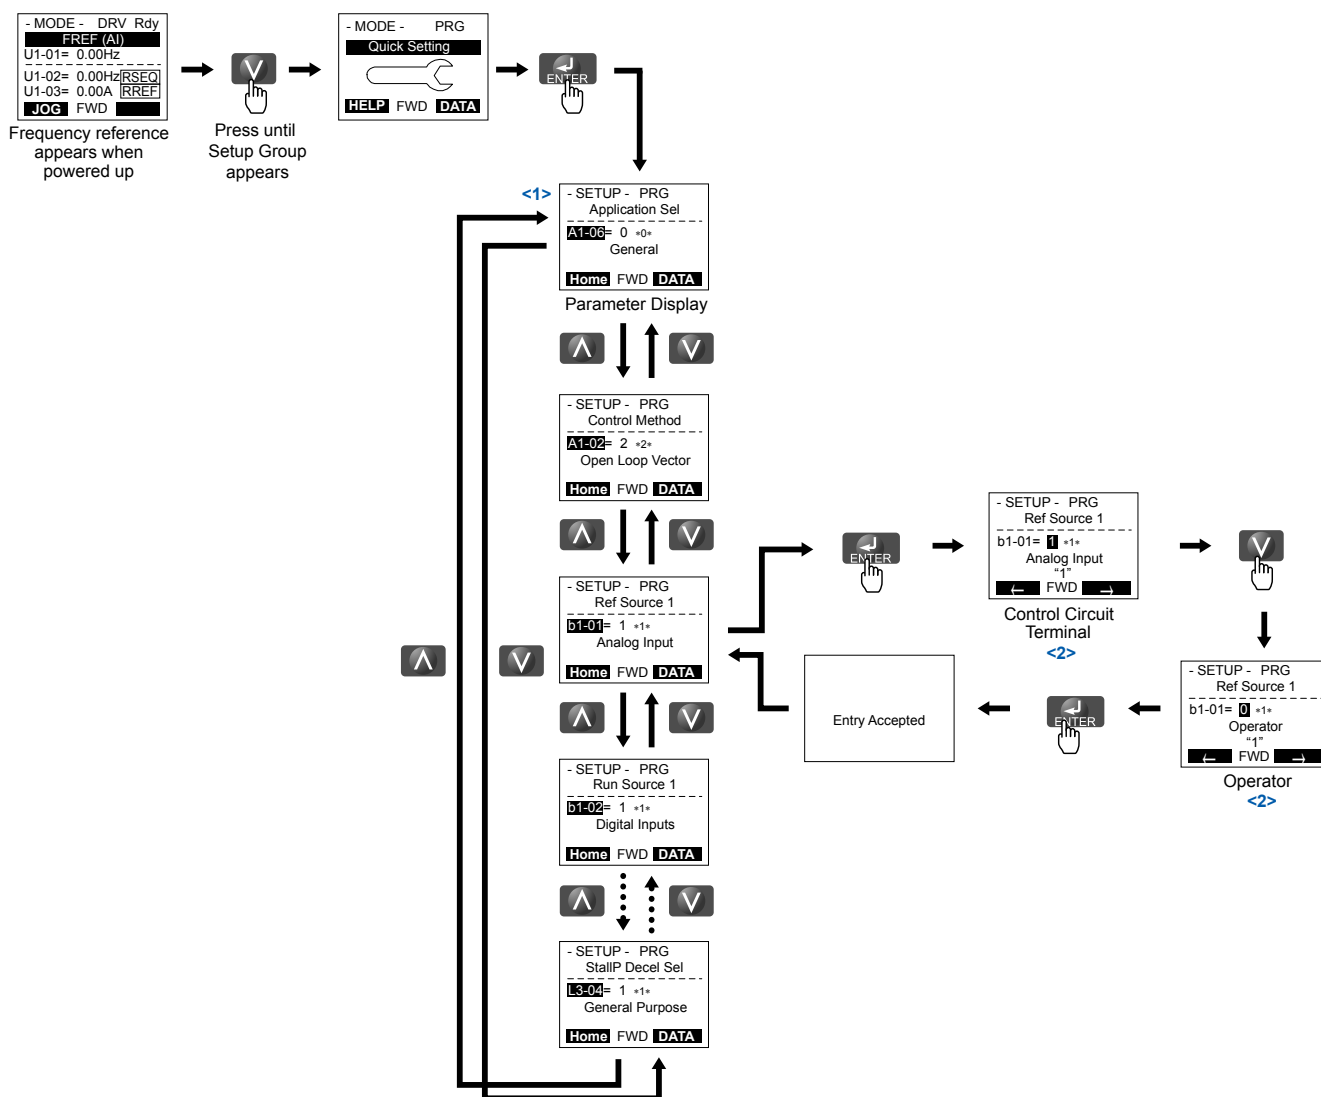 - MODE -  DRV Rdy
FREF (AI)
U1-01= 0.00Hz
U1-02= 0.00Hz RSEQ
U1-03= 0.00A RREF
JOG FWD
Frequency reference
appears when
powered up
Press until
Setup Group
appears
- MODE -  PRG
Quick Setting
HELP FWD DATA
ENTER
<1>
- SETUP -  PRG
Application Sel
A1-06= 0 *0*
General
Home FWD DATA
Parameter Display
- SETUP -  PRG
Control Method
A1-02= 2 *2*
Open Loop Vector
Home FWD DATA
- SETUP -  PRG
Ref Source 1
b1-01= 1 *1*
Analog Input
Home FWD DATA
ENTER
- SETUP -  PRG
Ref Source 1
b1-01= 1 *1*
Analog Input
“1”
← FWD →
Control Circuit
Terminal
<2>
- SETUP -  PRG
Ref Source 1
b1-01= 0 *1*
Operator
“1”
← FWD →
Operator
<2>
ENTER
Entry Accepted
- SETUP -  PRG
Run Source 1
b1-02= 1 *1*
Digital Inputs
Home FWD DATA
- SETUP -  PRG
StallP Decel Sel
L3-04= 1 *1*
General Purpose
Home FWD DATA